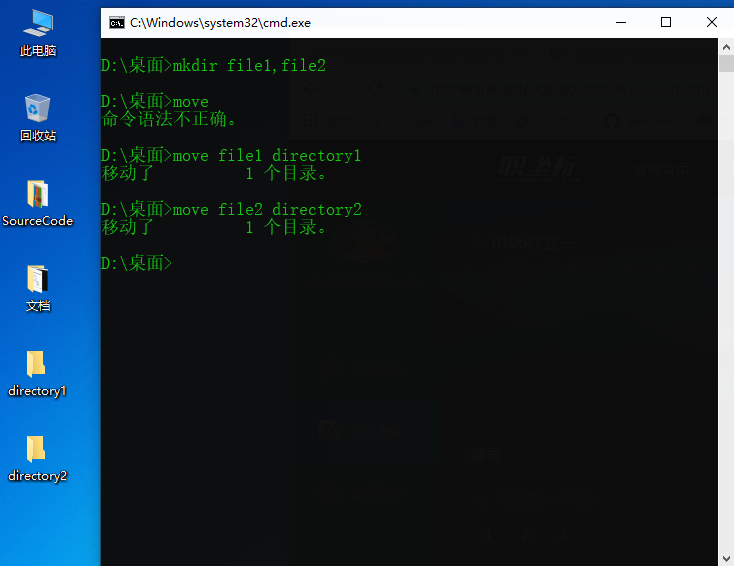 C:\Windows\system32\cmd.exe
此电脑
回收站
SourceCode
文档
directory1
directory2
D:\桌面>mkdir file1,file2
D:\桌面>move
命令语法不正确。
D:\桌面>move file1 directory1
移动了         1 个目录。
D:\桌面>move file2 directory2
移动了         1 个目录。
D:\桌面>